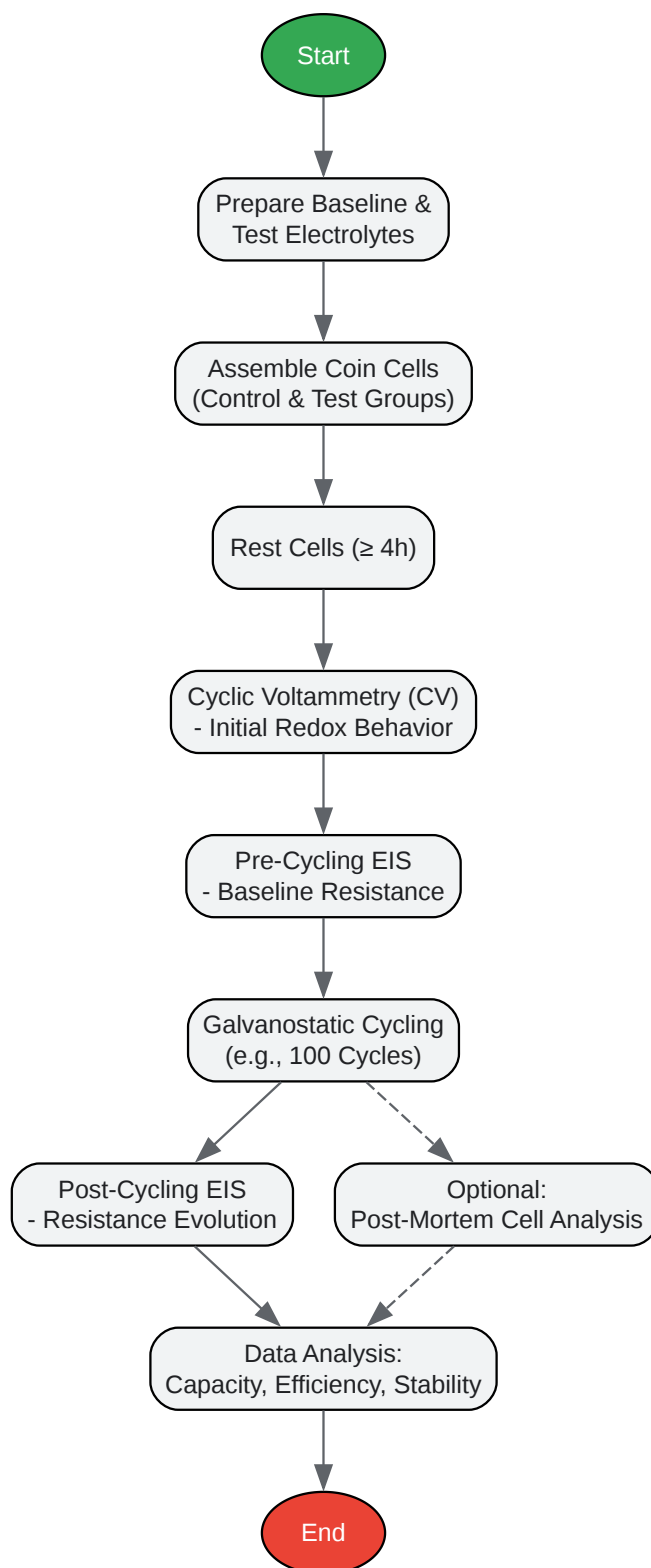 Start
Prepare Baseline &
Test Electrolytes
Assemble Coin Cells
(Control & Test Groups)
Rest Cells (≥ 4h)
Cyclic Voltammetry (CV)
- Initial Redox Behavior
Pre-Cycling EIS
- Baseline Resistance
Galvanostatic Cycling
(e.g., 100 Cycles)
Post-Cycling EIS
- Resistance Evolution
Optional:
Post-Mortem Cell Analysis
Data Analysis:
Capacity, Efficiency, Stability
End